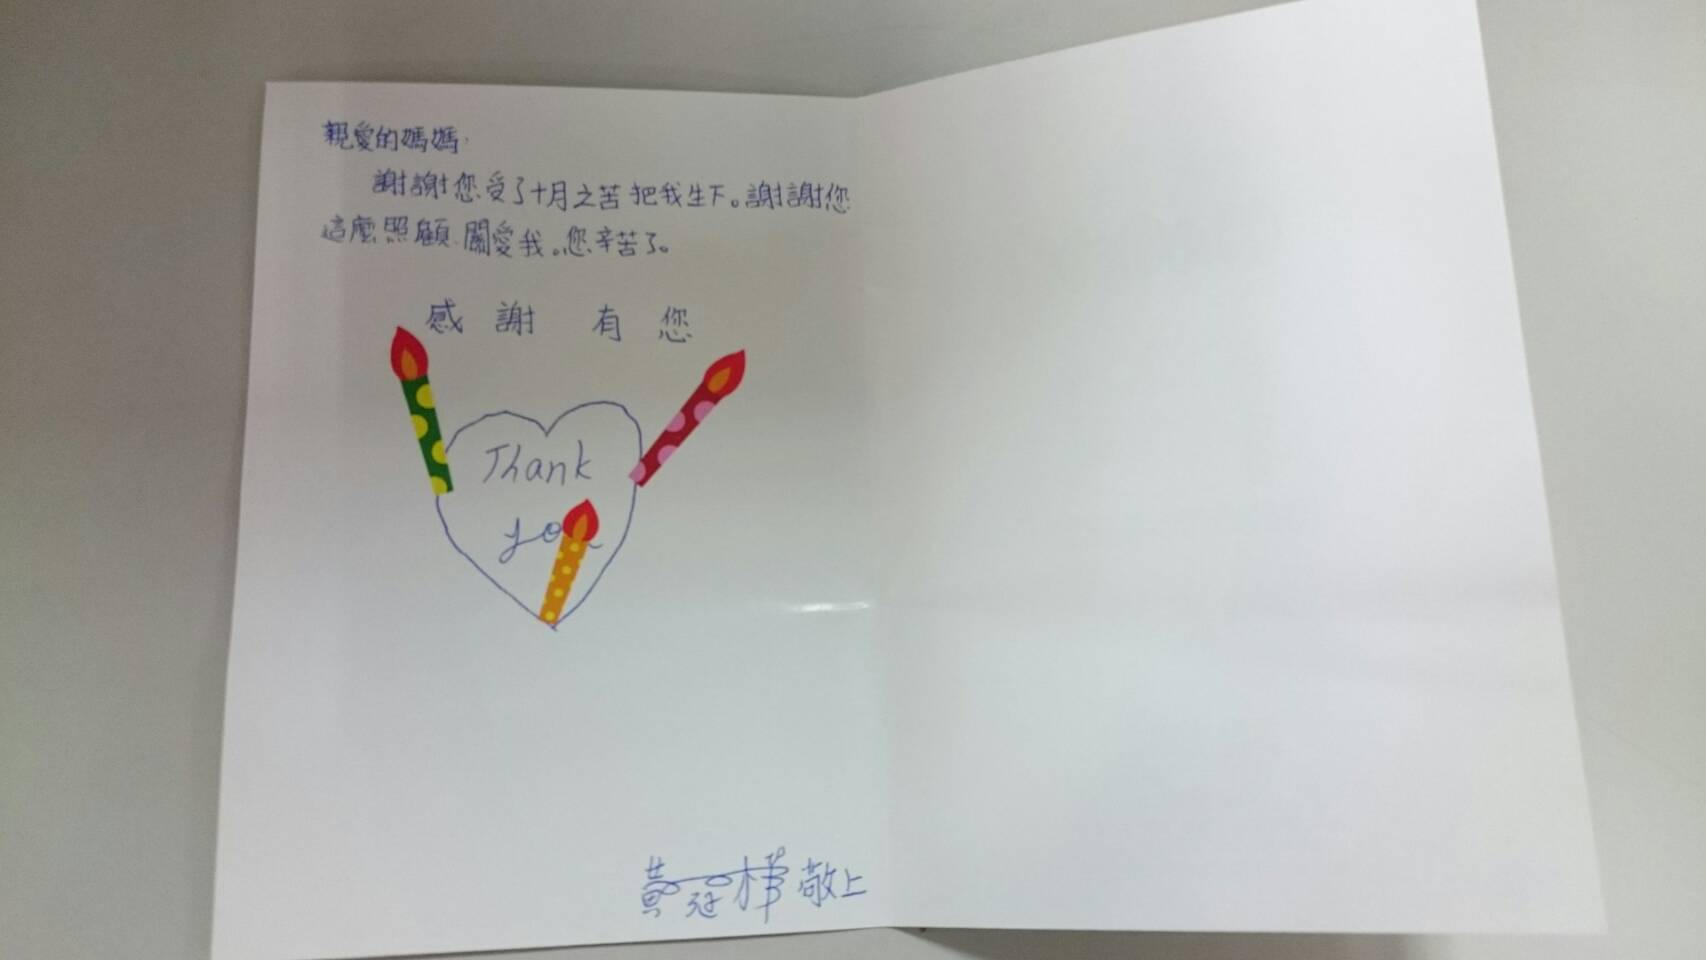 親愛的媽媽:
謝謝您受了十月之苦把我生下。謝謝您
這麼照顧、關愛我。您辛苦了。
感謝有您
Thank
you
黃 敬上